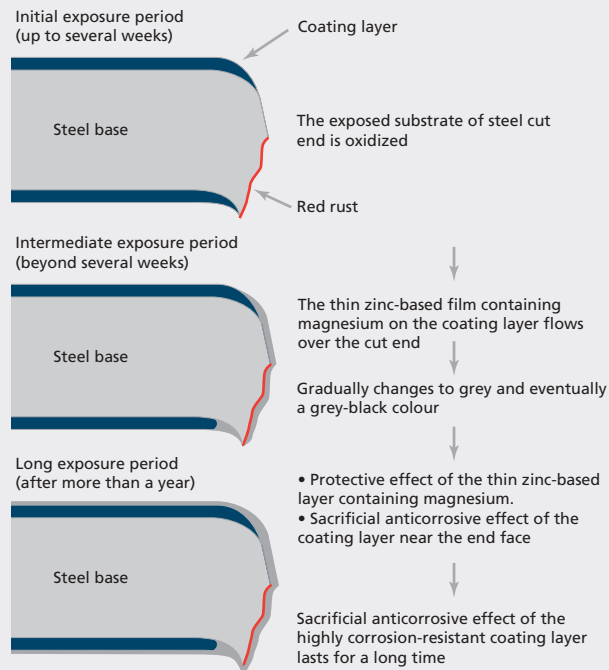 Initial exposure period
(up to several weeks)
Coating layer
Steel base
The exposed substrate of steel cut
end is oxidized
Red rust
Intermediate exposure period
(beyond several weeks)
Steel base
The thin zinc-based film containing
magnesium on the coating layer flows
over the cut end
Gradually changes to grey and eventually
a grey-black colour
Long exposure period
(after more than a year)
• Protective effect of the thin zinc-based
layer containing magnesium.
• Sacrificial anticorrosive effect of the
coating layer near the end face
Steel base
Sacrificial anticorrosive effect of the
highly corrosion-resistant coating layer
lasts for a long time